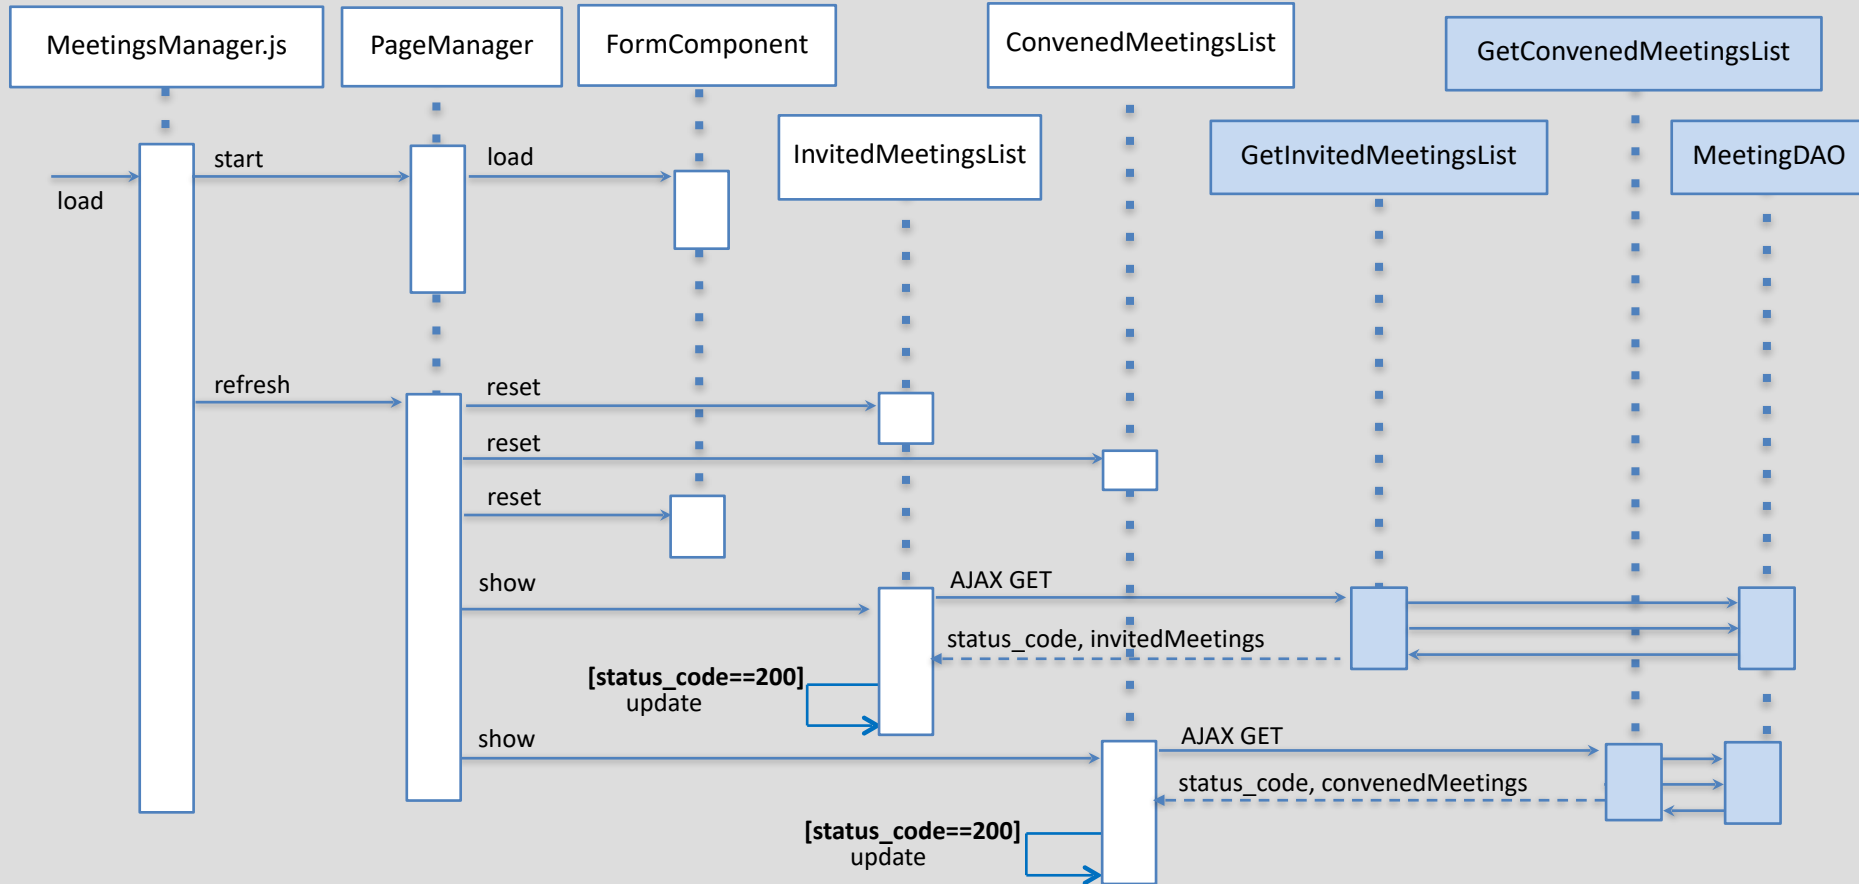 MeetingsManager.js
PageManager
FormComponent
ConvenedMeetingsList
GetConvenedMeetingsList
InvitedMeetingsList
GetInvitedMeetingsList
MeetingDAO
load
start
load
refresh
reset
reset
reset
show
AJAX GET
status_code, invitedMeetings
[status_code==200]
update
show
AJAX GET
status_code, convenedMeetings
[status_code==200]
update